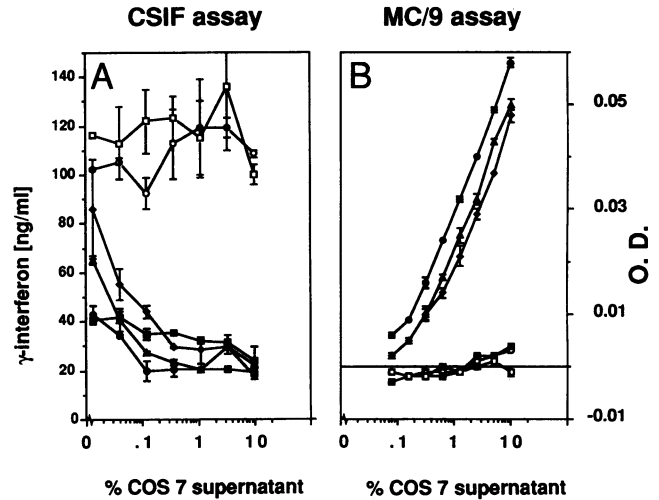 CSIF assay
MC/9 assay
A
B
140
120
100
80
60
40
20
0
γ-interferon [ng/ml]
0 .1 1 10
% COS 7 supernatant
0.05
0.03
0.01
-0.01
O. D.
0 .1 1 10
% COS 7 supernatant